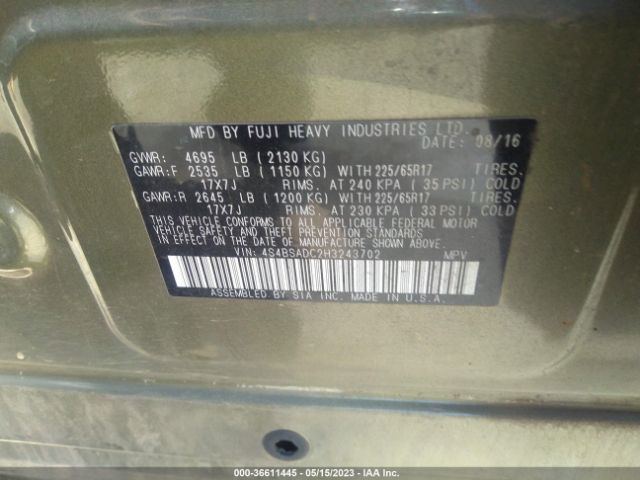 MFD BY FUJI HEAVY INDUSTRIES LTD.
DATE: 08/16
GVWR: 4695 LB (2130 KG)
GAWR:F 2535 LB (1150 KG) WITH 225/65R17 TIRES.
17X7J RIMS. AT 240 KPA (35 PSI) COLD
GAWR:R 2645 LB (1200 KG) WITH 225/65R17 TIRES.
17X7J RIMS. AT 230 KPA (33 PSI) COLD
THIS VEHICLE CONFORMS TO ALL APPLICABLE FEDERAL MOTOR
VEHICLE SAFETY, BUMPER, AND THEFT PREVENTION STANDARDS
IN EFFECT ON THE DATE OF MANUFACTURE SHOWN ABOVE.
VIN: 4S4BSADC2H3243702 MPV
ASSEMBLED BY SIA INC. MADE IN U.S.A.
000-36611445 - 05/15/2023 - IAA Inc.